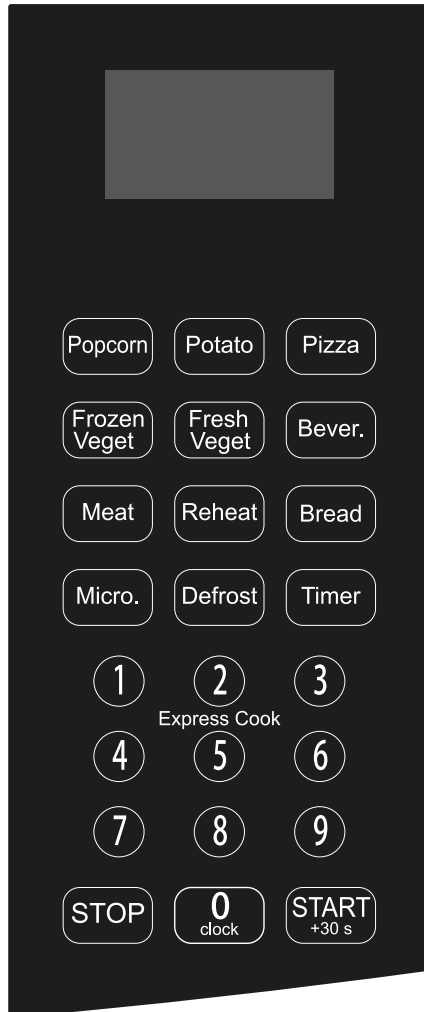 Popcorn Potato Pizza
Frozen Veget Fresh Veget Bever.
Meat Reheat Bread
Micro. Defrost Timer
1 2 3
Express Cook
4 5 6
7 8 9
STOP 0 clock START +30 s